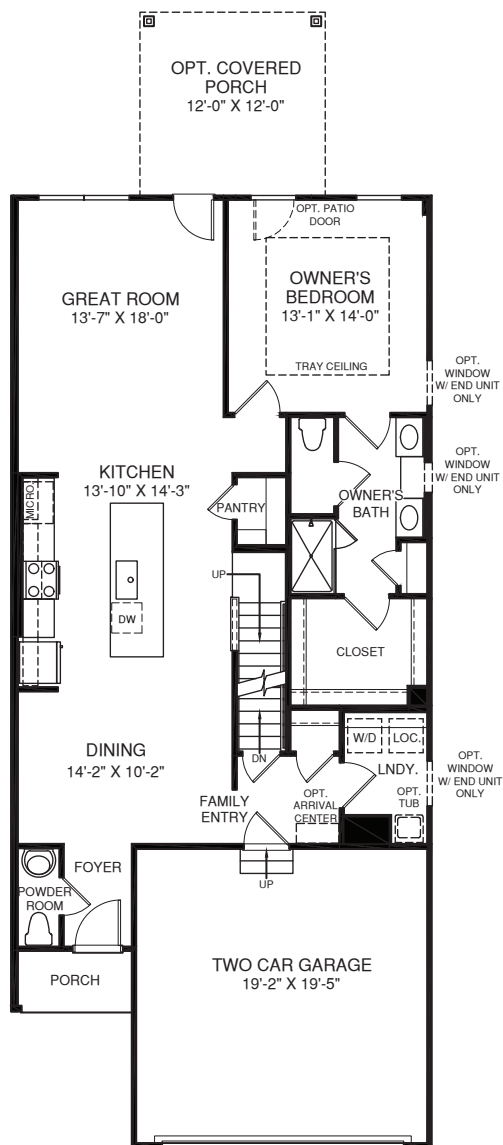 OPT. COVERED
PORCH
12'-0" X 12'-0"
OPT. PATIO
DOOR
GREAT ROOM
13'-7" X 18'-0"
OWNER'S
BEDROOM
13'-1" X 14'-0"
TRAY CEILING
OPT.
WINDOW
W/ END UNIT
ONLY
OPT.
WINDOW
W/ END UNIT
ONLY
KITCHEN
13'-10" X 14'-3"
MICRO.
PANTRY
OWNER'S
BATH
UP
DW
CLOSET
W/D
LOC.
DINING
14'-2" X 10'-2"
DN
LNDY.
OPT.
WINDOW
W/ END UNIT
ONLY
FAMILY
ENTRY
OPT.
ARRIVAL
CENTER
OPT.
TUB
FOYER
UP
POWDER
ROOM
PORCH
TWO CAR GARAGE
19'-2" X 19'-5"